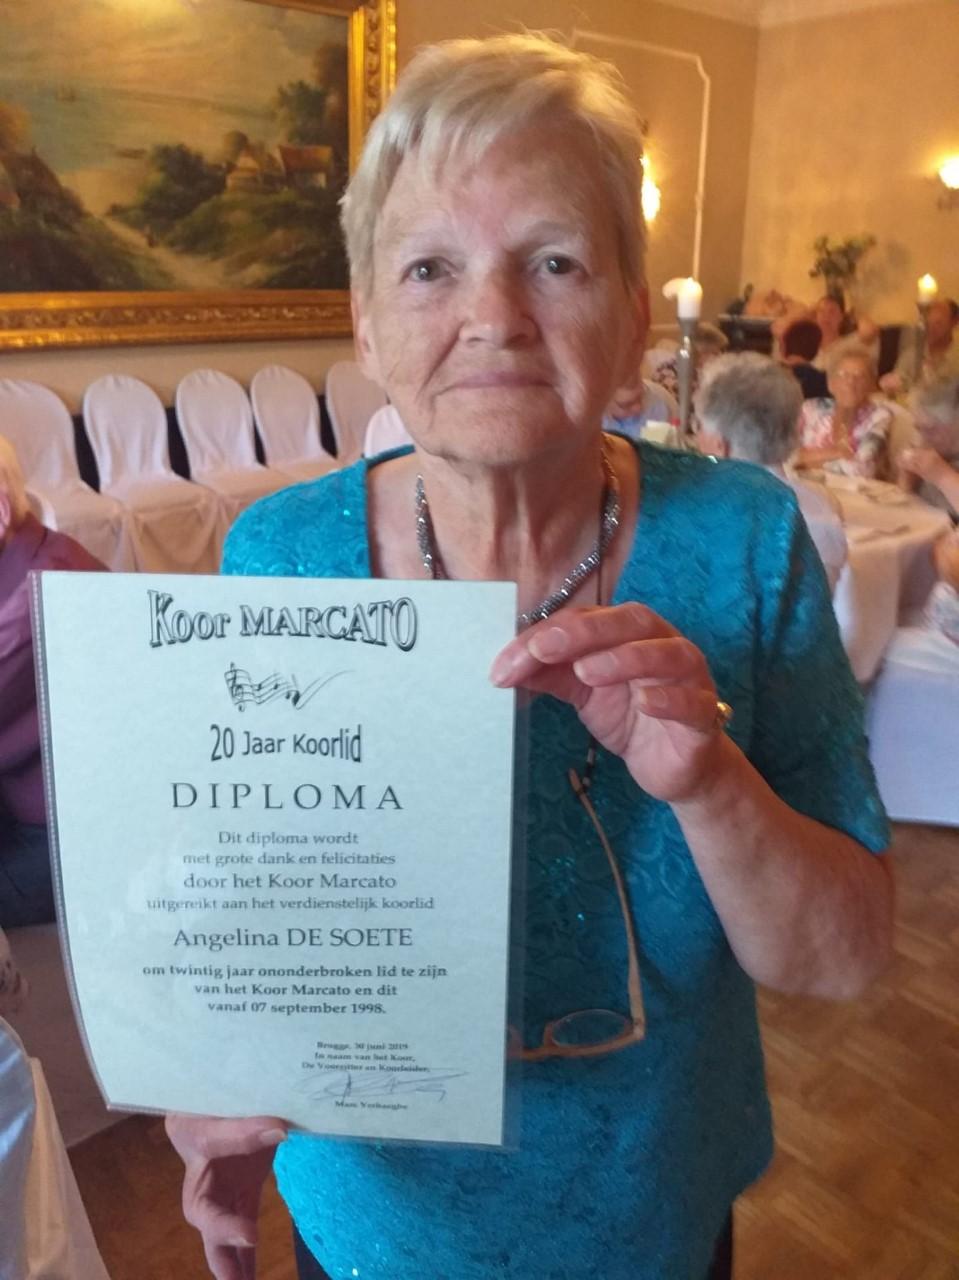 Koor MARCATO
20 Jaar Koorlid
DIPLOMA
Dit diploma wordt
met grote dank en felicitaties
door het Koor Marcato
uitgereikt aan het verdienstelijk koorlid
Angelina DE SOETE
om twintig jaar ononderbroken lid te zijn
van het Koor Marcato en dit
vanaf 07 september 1998.
Brugge, 30 juni 2019
In naam van het Koor,
De Voorzitter en Koorleider,
Marc Verhaeghe